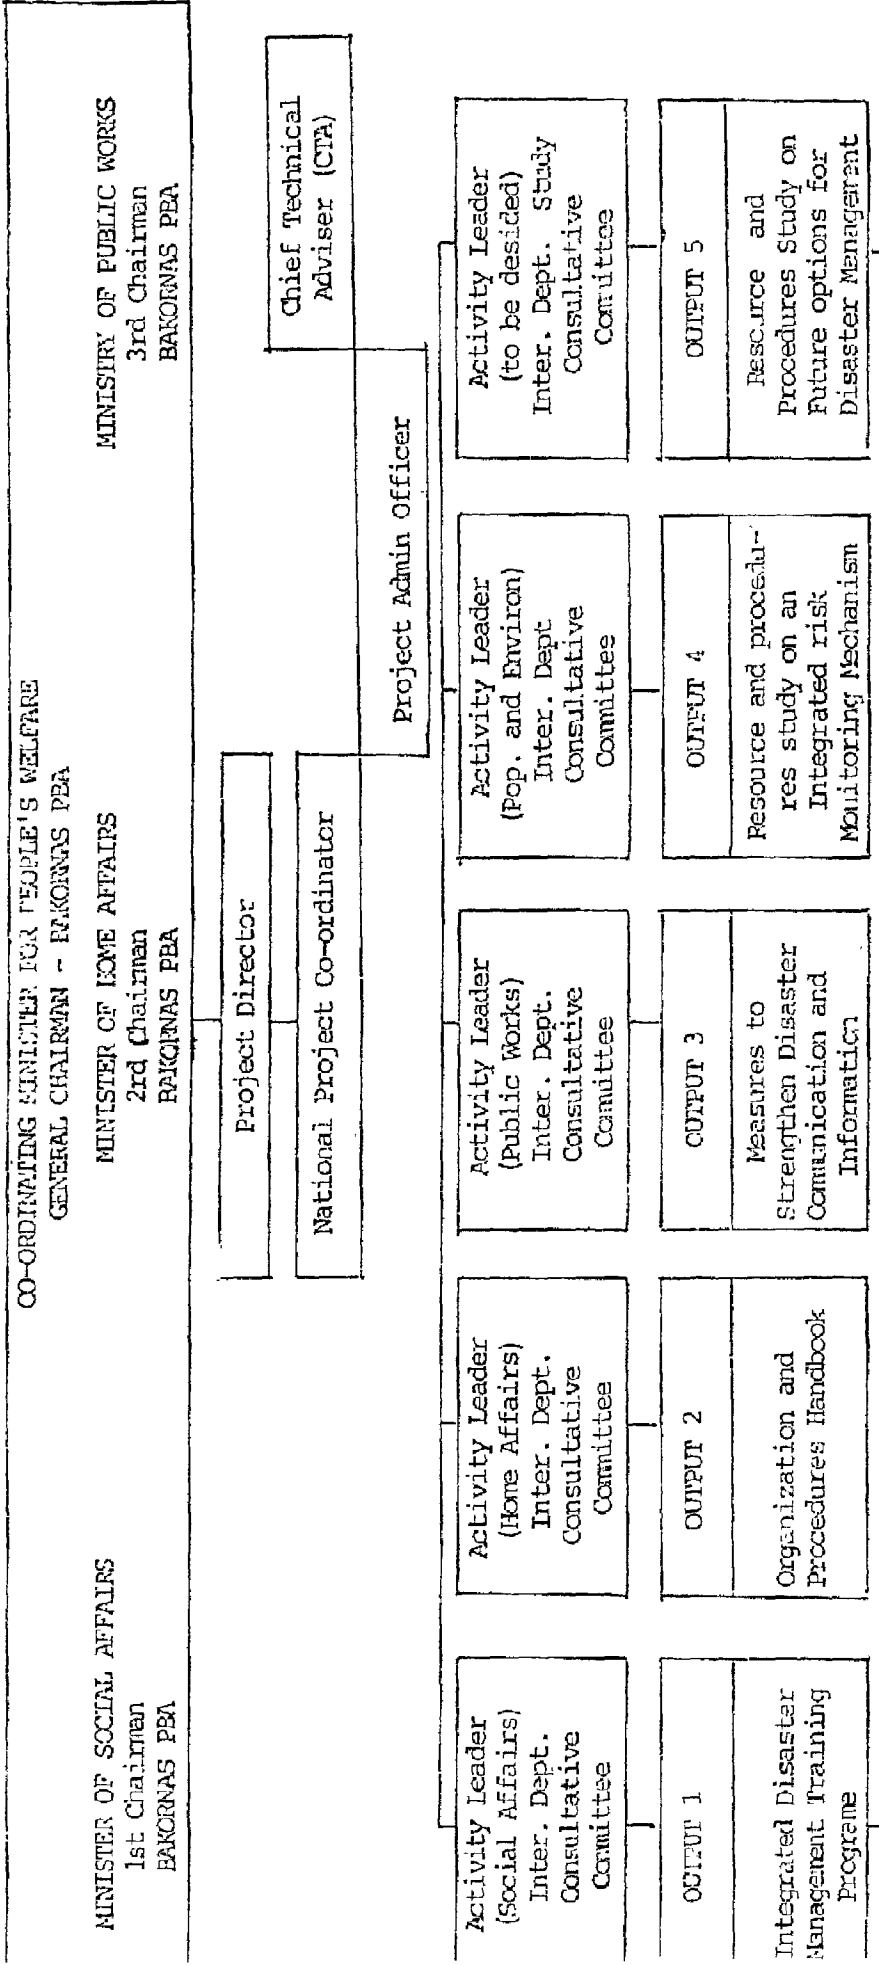 CO-ORDINATING MINISTER FOR PEOPLE'S WELFARE
GENERAL CHAIRMAN - BAKORNAS PBA
MINISTER OF SOCIAL AFFAIRS
1st Chairman
BAKORNAS PBA
MINISTER OF HOME AFFAIRS
2rd Chairman
BAKORNAS PBA
MINISTRY OF PUBLIC WORKS
3rd Chairman
BAKORNAS PBA
Project Director
National Project Co-ordinator
Chief Technical
Adviser (CTA)
Project Admin Officer
Activity Leader
(Social Affairs)
Inter. Dept.
Consultative
Committee
Activity Leader
(Home Affairs)
Inter. Dept.
Consultative
Committee
Activity Leader
(Public Works)
Inter. Dept.
Consultative
Committee
Activity Leader
(Pop. and Environ)
Inter. Dept
Consultative
Committee
Activity Leader
(to be desided)
Inter. Dept. Study
Consultative
Committee
OUTPUT 1
Integrated Disaster
Management Training
Programe
OUTPUT 2
Organization and
Procedures Handbook
OUTPUT 3
Measures to
Strengthen Disaster
Communication and
Information
OUTPUT 4
Resource and procedu-
res study on an
Integrated risk
Monitoring Mechanism
OUTPUT 5
Resource and
Procedures Study on
Future options for
Disaster Management